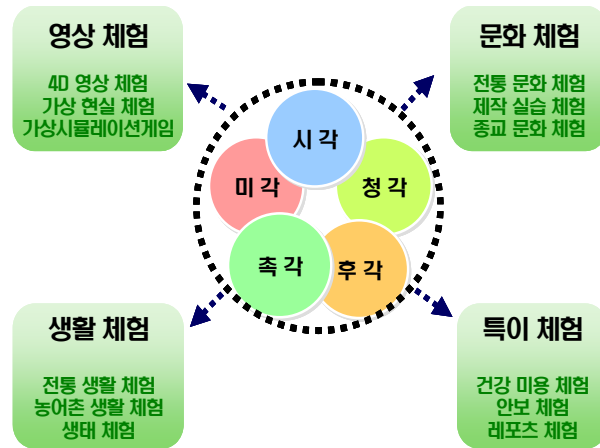 영상 체험
4D 영상 체험
가상 현실 체험
가상시뮬레이션게임
문화 체험
전통 문화 체험
제작 실습 체험
종교 문화 체험
시 각
미 각
청 각
촉 각
후 각
생활 체험
전통 생활 체험
농어촌 생활 체험
생태 체험
특이 체험
건강 미용 체험
안보 체험
레포츠 체험